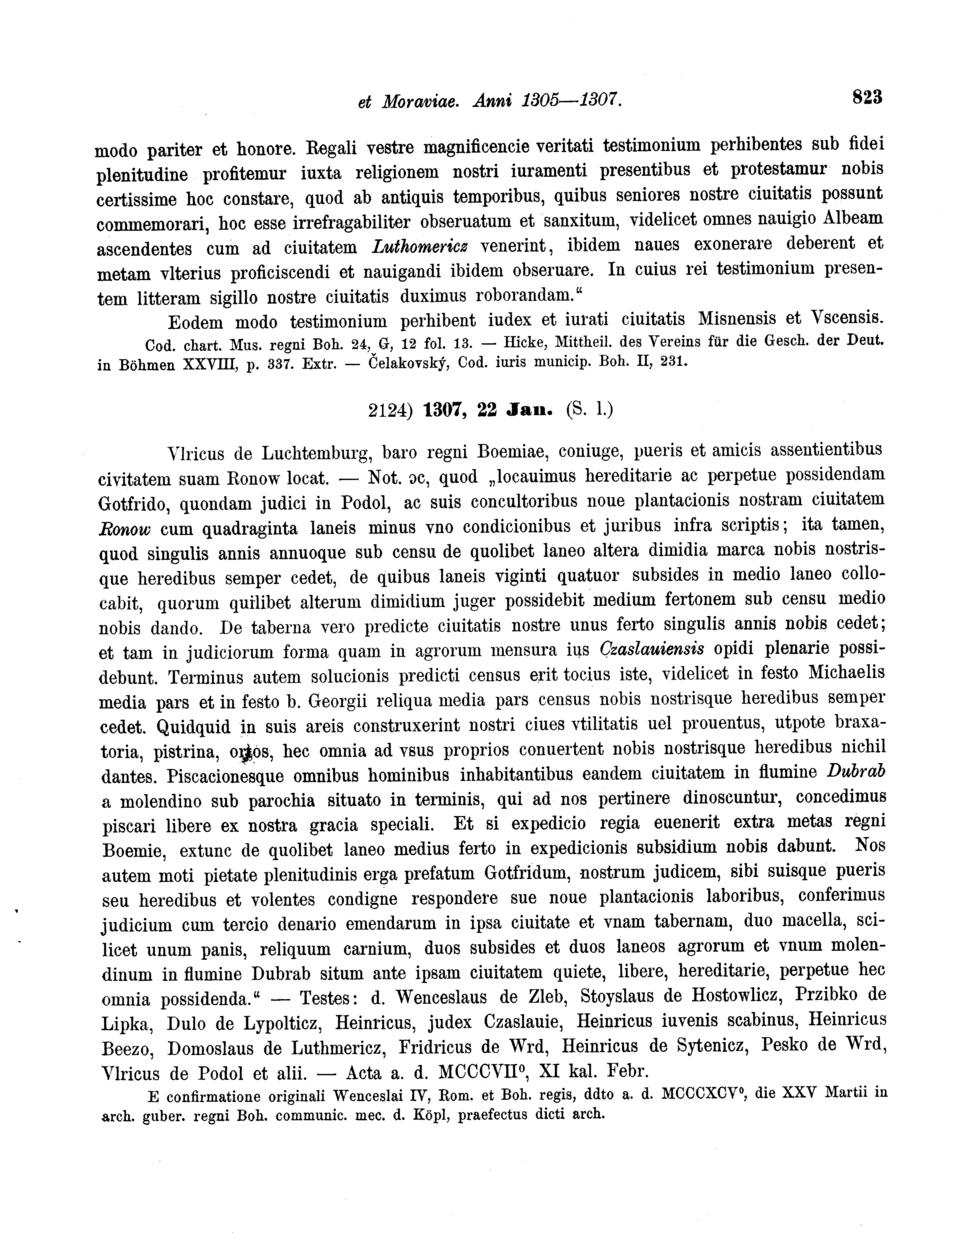 et Moraviae. Anni 1305—1307. 823
modo pariter et honore. Regali vestre magnificencie veritati testimonium perhibentes sub fidei
plenitudine profitemur iuxta religionem nostri iuramenti presentibus et protestamur nobis
certissime hoc constare, quod ab antiquis temporibus, quibus seniores nostre ciuitatis possunt
commemorari, hoc esse irrefragabiliter obseruatum et sanxitum, videlicet omnes nauigio Albeam
ascendentes cum ad ciuitatem Luthomericz venerint, ibidem naues exonerare deberent et
metam vlterius proficiscendi et nauigandi ibidem obseruare. In cuius rei testimonium presen-
tem litteram sigillo nostre ciuitatis duximus roborandam.“
Eodem modo testimonium perhibent iudex et iurati ciuitatis Misnensis et Vscensis.
Cod. chart. Mus. regni Boh. 24, G, 12 fol. 13. — Hicke, Mittheil. des Vereins für die Gesch. der Deut.
in Böhmen XXVIII, p. 337. Extr. — Čelakovský, Cod. iuris municip. Boh. II, 231.
2124) 1307, 22 Jan. (S. l.)
Vlricus de Luchtemburg, baro regni Boemiae, coniuge, pueris et amicis assentientibus
civitatem suam Ronow locat. — Not. ↄc, quod „locauimus hereditarie ac perpetue possidendam
Gotfrido, quondam judici in Podol, ac suis concultoribus noue plantacionis nostram ciuitatem
Ronow cum quadraginta laneis minus vno condicionibus et juribus infra scriptis; ita tamen,
quod singulis annis annuoque sub censu de quolibet laneo altera dimidia marca nobis nostris-
que heredibus semper cedet, de quibus laneis viginti quatuor subsides in medio laneo collo-
cabit, quorum quilibet alterum dimidium juger possidebit medium fertonem sub censu medio
nobis dando. De taberna vero predicte ciuitatis nostre unus ferto singulis annis nobis cedet;
et tam in judiciorum forma quam in agrorum mensura ius Czaslauiensis opidi plenarie possi-
debunt. Terminus autem solucionis predicti census erit tocius iste, videlicet in festo Michaelis
media pars et in festo b. Georgii reliqua media pars census nobis nostrisque heredibus semper
cedet. Quidquid in suis areis construxerint nostri ciues vtilitatis uel prouentus, utpote braxa-
toria, pistrina, hec omnia ad vsus proprios conuertent nobis nostrisque heredibus nichil
dantes. Piscacionesque omnibus hominibus inhabitantibus eandem ciuitatem in flumine Dubrab
a molendino sub parochia situato in terminis, qui ad nos pertinere dinoscuntur, concedimus
piscari libere ex nostra gracia speciali. Et si expedicio regia euenerit extra metas regni
Boemie, extunc de quolibet laneo medius ferto in expedicionis subsidium nobis dabunt. Nos
autem moti pietate plenitudinis erga prefatum Gotfridum, nostrum judicem, sibi suisque pueris
seu heredibus et volentes condigne respondere sue noue plantacionis laboribus, conferimus
judicium cum tercio denario emendarum in ipsa ciuitate et vnam tabernam, duo macella, sci-
licet unum panis, reliquum carnium, duos subsides et duos laneos agrorum et vnum molen-
dinum in flumine Dubrab situm ante ipsam ciuitatem quiete, libere, hereditarie, perpetue hec
omnia possidenda.“ — Testes: d. Wenceslaus de Zleb, Stoyslaus de Hostowlicz, Przibko de
Lipka, Dulo de Lypolticz, Heinricus, judex Czaslauie, Heinricus iuvenis scabinus, Heinricus
Beezo, Domoslaus de Luthmericz, Fridricus de Wrd, Heinricus de Sytenicz, Pesko de Wrd,
Vlricus de Podol et alii. — Acta a. d. MCCCVII⁰, XI kal. Febr.
E confirmatione originali Wenceslai IV, Rom. et Boh. regis, ddto a. d. MCCCXCV⁰, die XXV Martii in
arch. guber. regni Boh. communic. mec. d. Köpl, praefectus dicti arch.